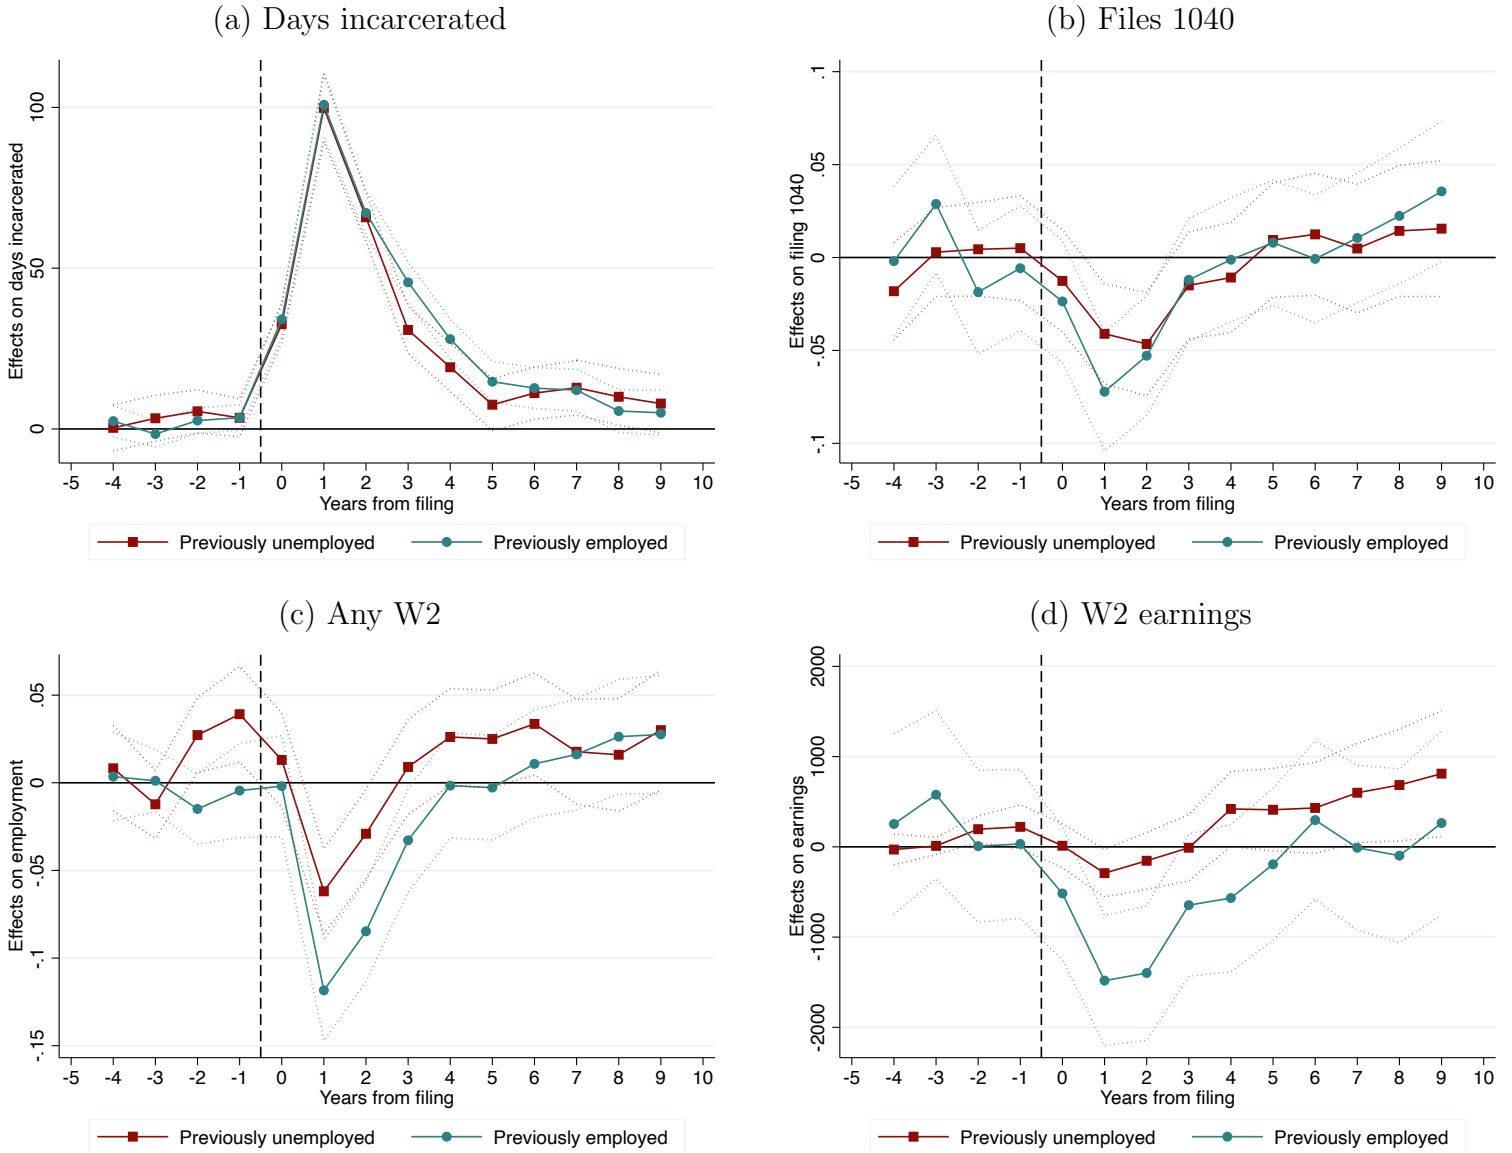 (a) Days incarcerated
Effects on days incarcerated
100
50
0
-5 -4 -3 -2 -1 0 1 2 3 4 5 6 7 8 9 10
Years from filing
Previously unemployed Previously employed
(b) Files 1040
Effects on filing 1040
.1
.05
0
-.05
-.1
-5 -4 -3 -2 -1 0 1 2 3 4 5 6 7 8 9 10
Years from filing
Previously unemployed Previously employed
(c) Any W2
Effects on employment
.05
0
-.05
-.1
-.15
-5 -4 -3 -2 -1 0 1 2 3 4 5 6 7 8 9 10
Years from filing
Previously unemployed Previously employed
(d) W2 earnings
Effects on earnings
2000
1000
0
-1000
-2000
-5 -4 -3 -2 -1 0 1 2 3 4 5 6 7 8 9 10
Years from filing
Previously unemployed Previously employed